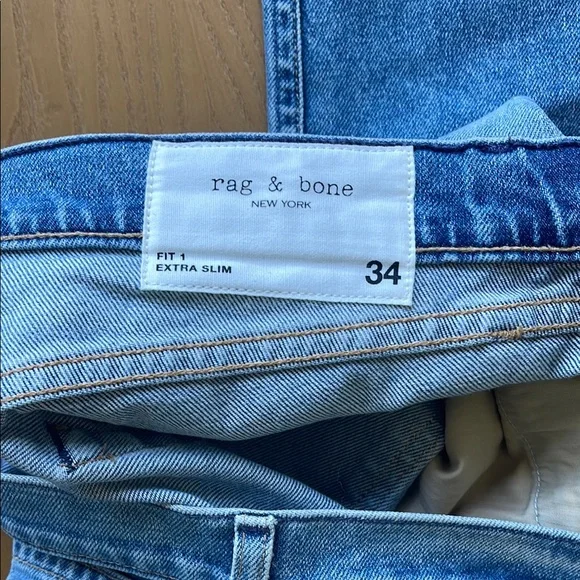 rag & bone
NEW YORK
FIT 1
EXTRA SLIM
34